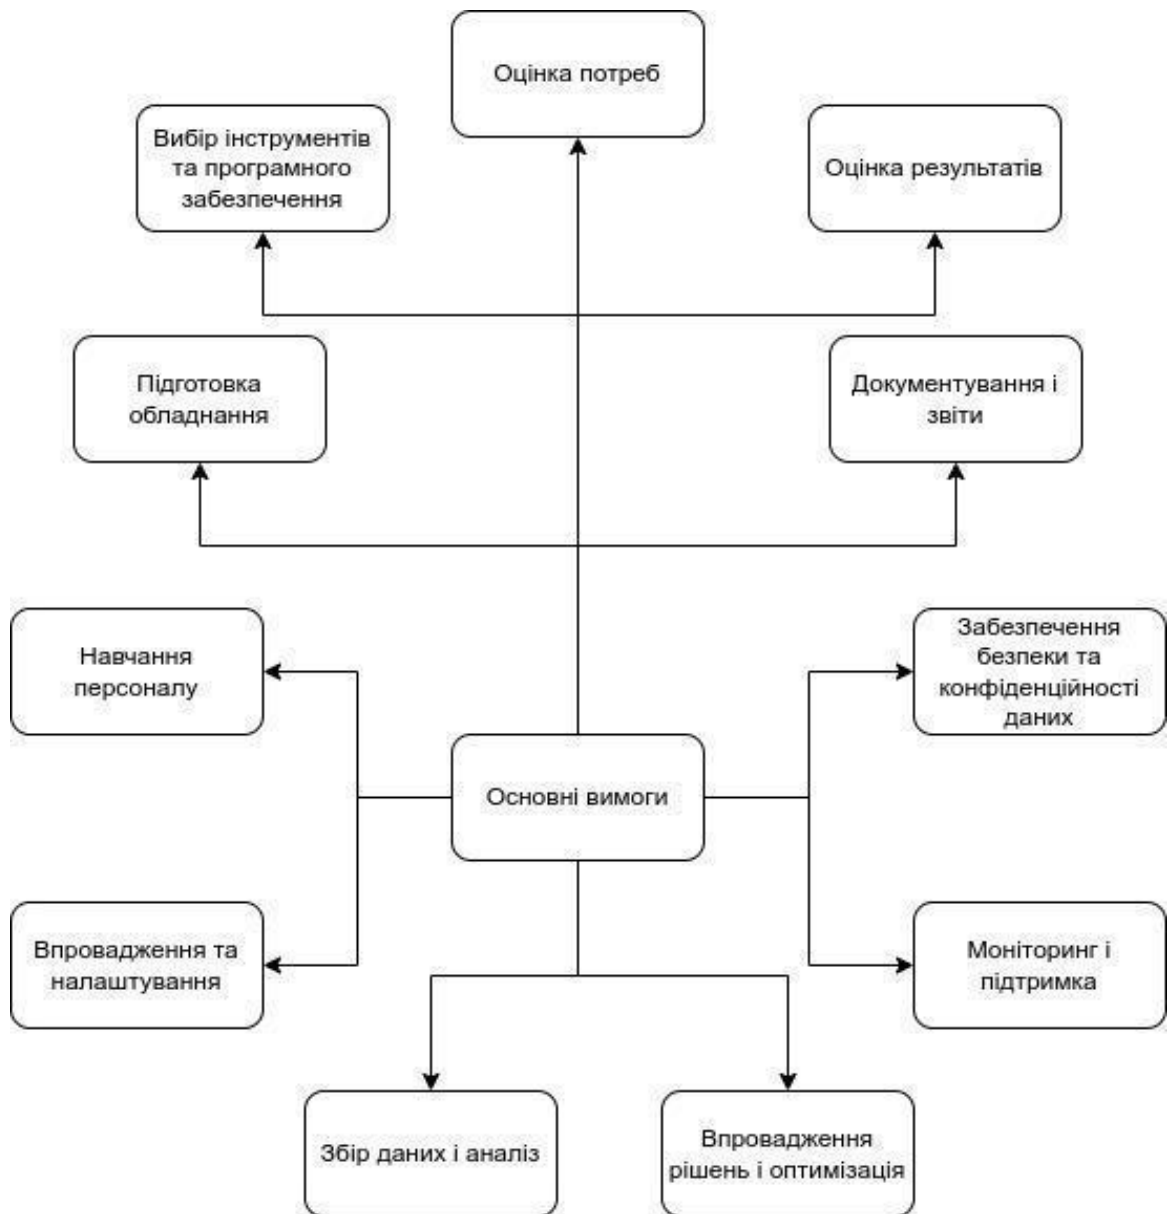 Оцінка потреб
Вибір інструментів
та програмного
забезпечення
Оцінка результатів
Підготовка
обладнання
Документування і
звіти
Навчання
персоналу
Забезпечення
безпеки та
конфіденційності
даних
Основні вимоги
Впровадження та
налаштування
Моніторинг і
підтримка
Збір даних і аналіз
Впровадження
рішень і оптимізація